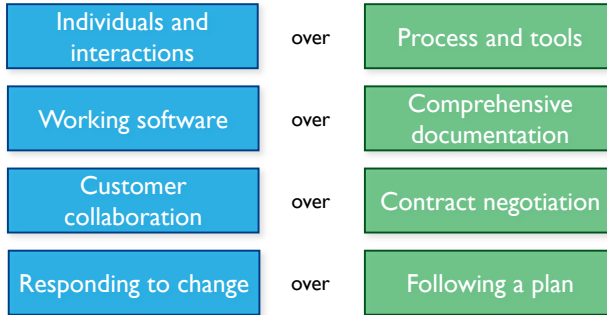 Individuals and
interactions
over
Process and tools
Working software
over
Comprehensive
documentation
Customer
collaboration
over
Contract negotiation
Responding to change
over
Following a plan